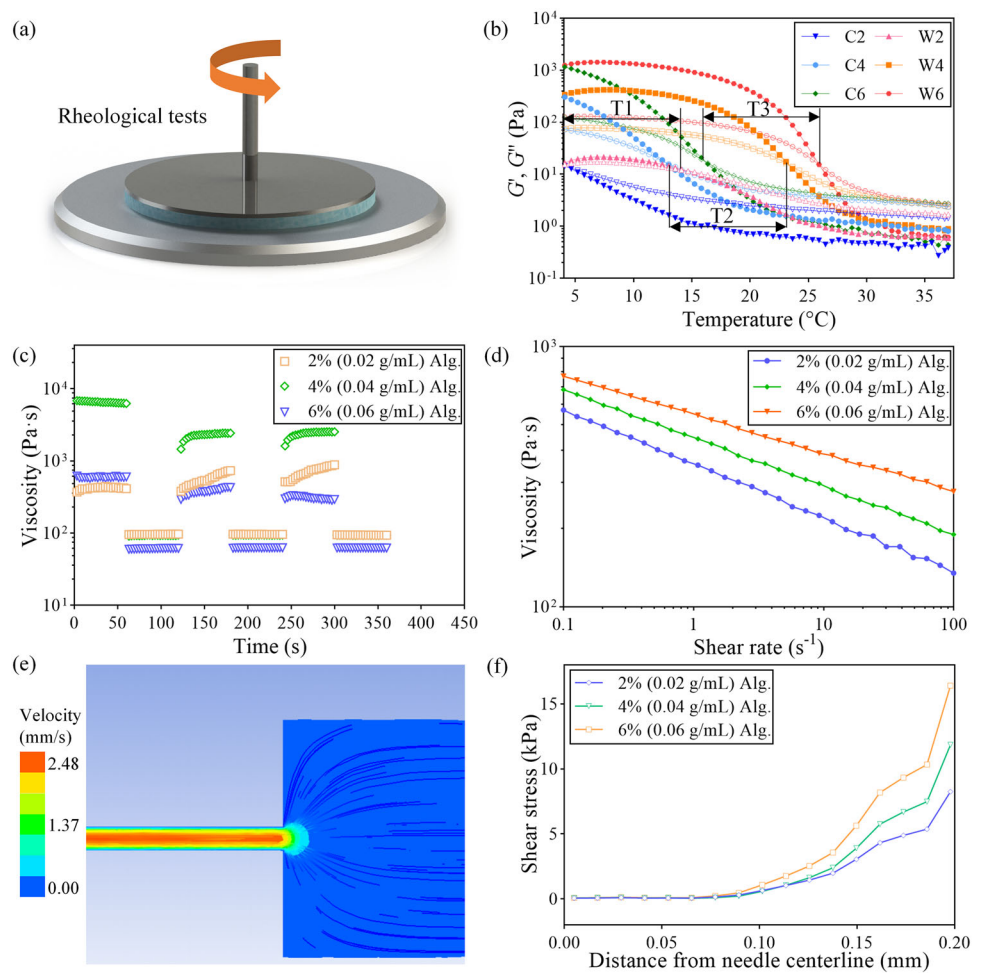 (a)
Rheological tests
(b)
G', G'' (Pa)
10⁴
10³
10²
10¹
10⁰
10⁻¹
C2 W2
C4 W4
C6 W6
T1
T3
T2
5 10 15 20 25 30 35
Temperature (°C)
(c)
Viscosity (Pa·s)
10⁴
10³
10²
10¹
2% (0.02 g/mL) Alg.
4% (0.04 g/mL) Alg.
6% (0.06 g/mL) Alg.
0 50 100 150 200 250 300 350 400 450
Time (s)
(d)
Viscosity (Pa·s)
10³
10²
2% (0.02 g/mL) Alg.
4% (0.04 g/mL) Alg.
6% (0.06 g/mL) Alg.
0.1 1 10 100
Shear rate (s⁻¹)
(e)
Velocity
(mm/s)
2.48
1.37
0.00
(f)
Shear stress (kPa)
15
10
5
0
2% (0.02 g/mL) Alg.
4% (0.04 g/mL) Alg.
6% (0.06 g/mL) Alg.
0.00 0.05 0.10 0.15 0.20
Distance from needle centerline (mm)